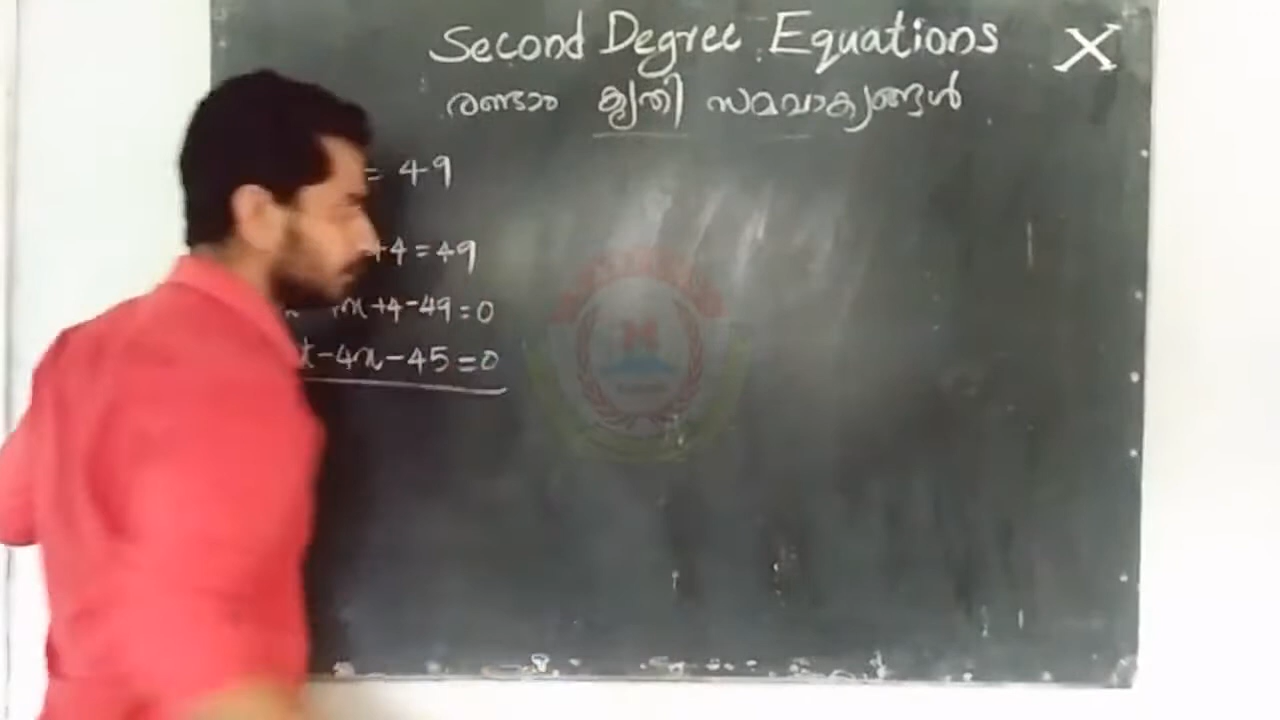 Second Degree Equations X
രണ്ടാം കൃതി സമവാക്യങ്ങൾ
= 49
+4=49
x+4-49=0
-4x-45=0